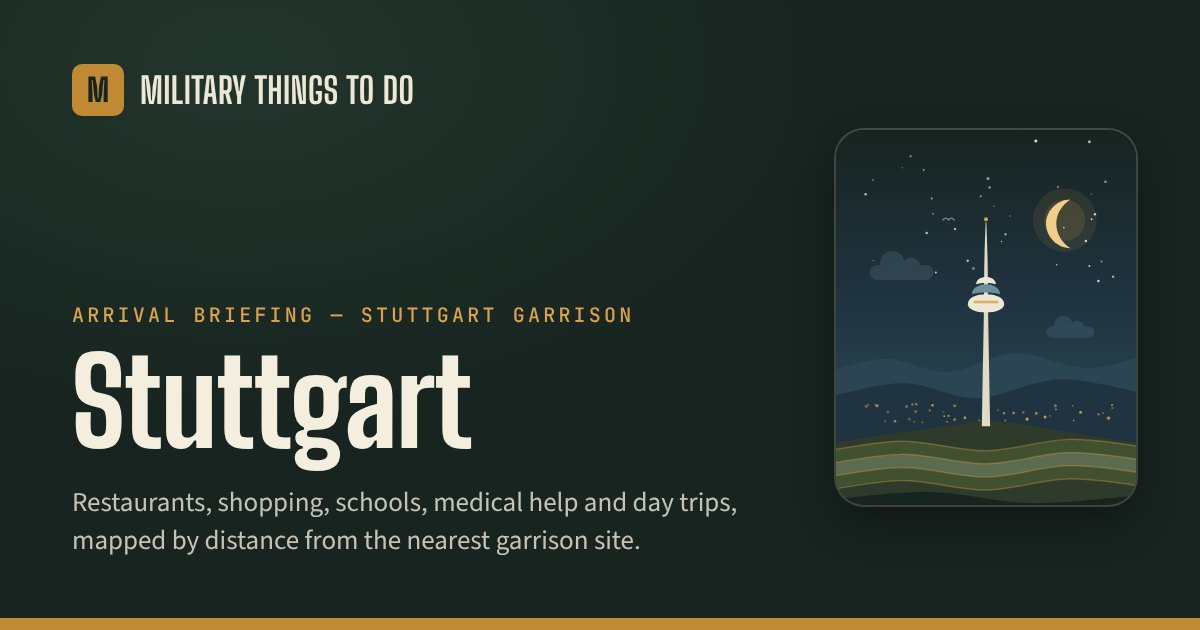 M MILITARY THINGS TO DO
ARRIVAL BRIEFING — STUTTGART GARRISON
Stuttgart
Restaurants, shopping, schools, medical help and day trips,
mapped by distance from the nearest garrison site.